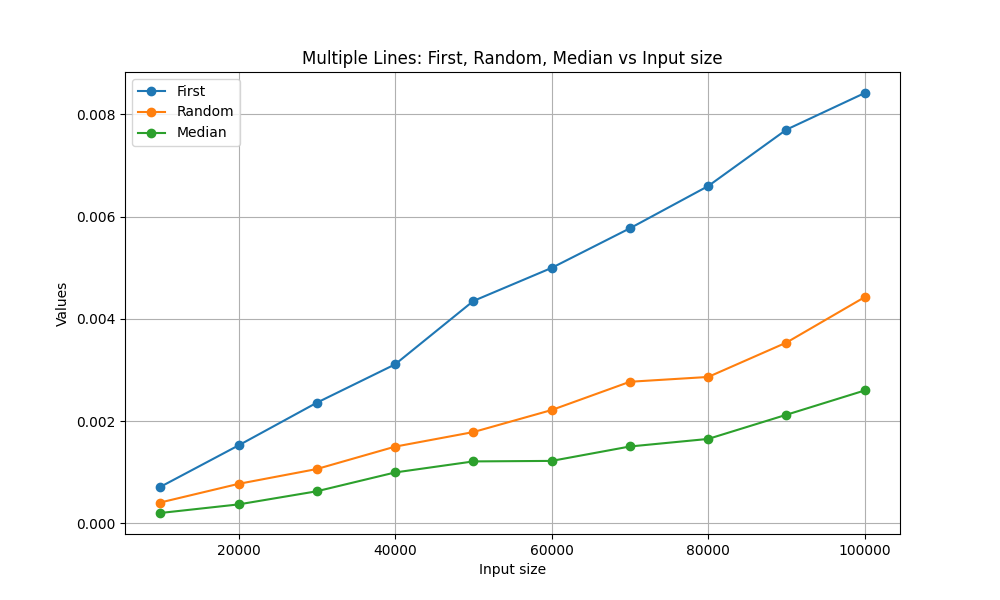 Multiple Lines: First, Random, Median vs Input size
First
Random
Median
Values
0.008
0.006
0.004
0.002
0.000
20000 40000 60000 80000 100000
Input size